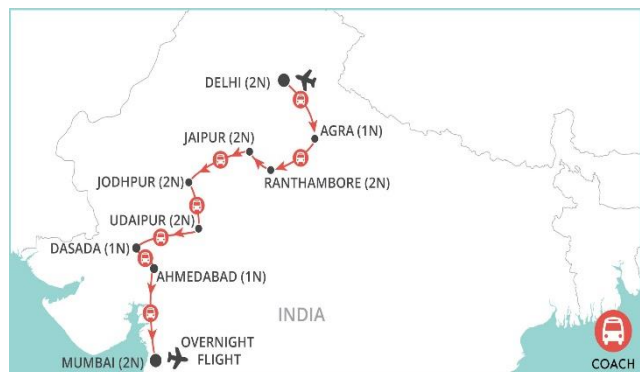 DELHI (2N)
AGRA (1N)
JAIPUR (2N)
RANTHAMBORE (2N)
JODHPUR (2N)
UDAIPUR (2N)
DASADA (1N)
AHMEDABAD (1N)
INDIA
MUMBAI (2N)
OVERNIGHT
FLIGHT
COACH